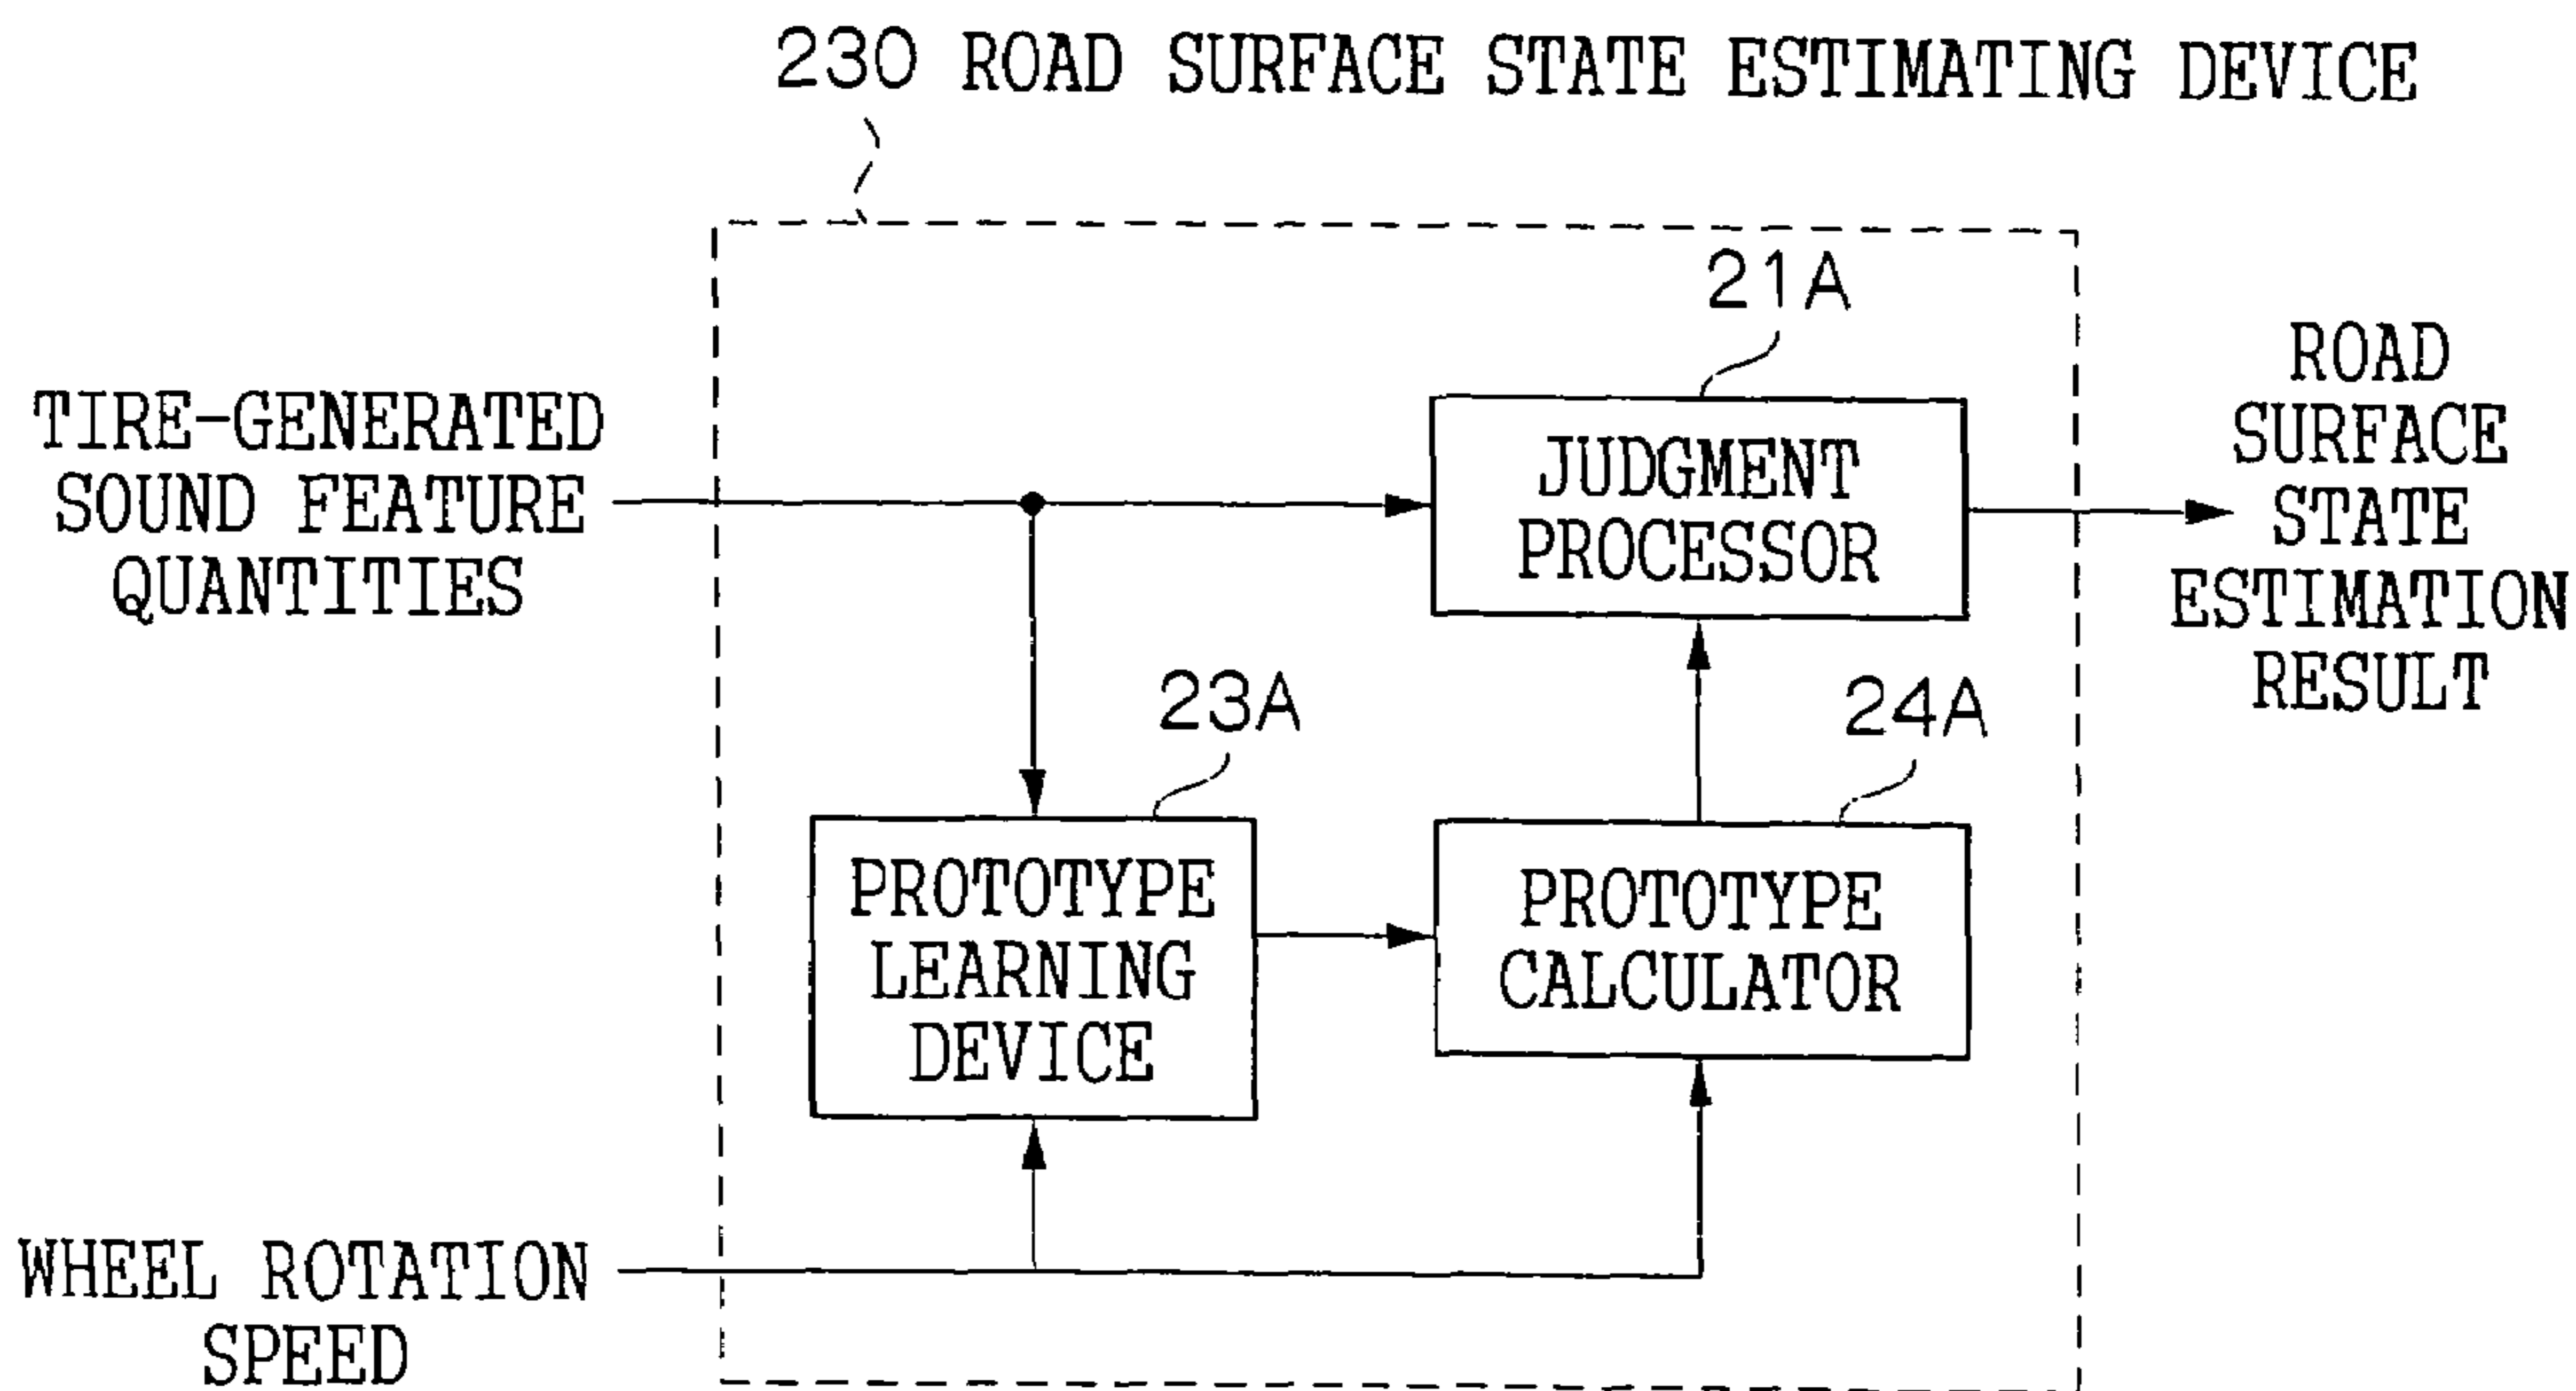 230 ROAD SURFACE STATE ESTIMATING DEVICE
21A
TIRE-GENERATED
SOUND FEATURE
QUANTITIES
JUDGMENT
PROCESSOR
ROAD
SURFACE
STATE
ESTIMATION
RESULT
23A
24A
PROTOTYPE
LEARNING
DEVICE
PROTOTYPE
CALCULATOR
WHEEL ROTATION
SPEED